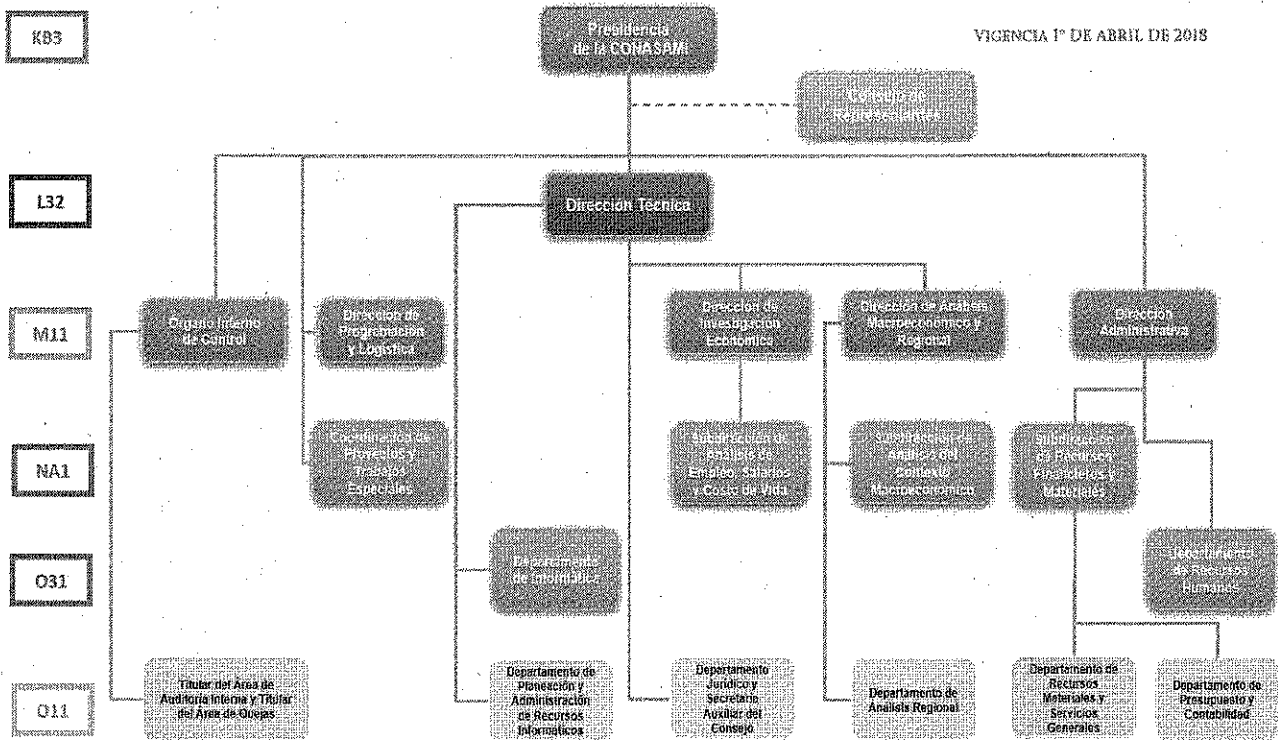 KB3
Presidencia
de la CONASAMI
VIGENCIA 1º DE ABRIL DE 2018
Consejo de
Representantes
L32
Dirección Técnica
M11
Órgano Interno
de Control
Dirección de
Programación
y Logística
Dirección de
Investigación
Económica
Dirección de Análisis
Macroeconómico y
Regional
Dirección
Administrativa
NA1
Coordinación de
Proyectos y
Trabajos
Especiales
Subdirección de
Análisis de
Empleo, Salarios
y Costo de Vida
Subdirección de
Análisis del
Contexto
Macroeconómico
Subdirección
de Recursos
Financieros y
Materiales
O31
Departamento
de Informática
Departamento
de Recursos
Humanos
O11
Titular del Área de
Auditoría Interna y Titular
del Área de Quejas
Departamento de
Planeación y
Administración
de Recursos
Informáticos
Departamento
Jurídico y
Secretario
Auxiliar del
Consejo
Departamento de
Análisis Regional
Departamento de
Recursos
Materiales y
Servicios
Generales
Departamento de
Presupuesto y
Contabilidad